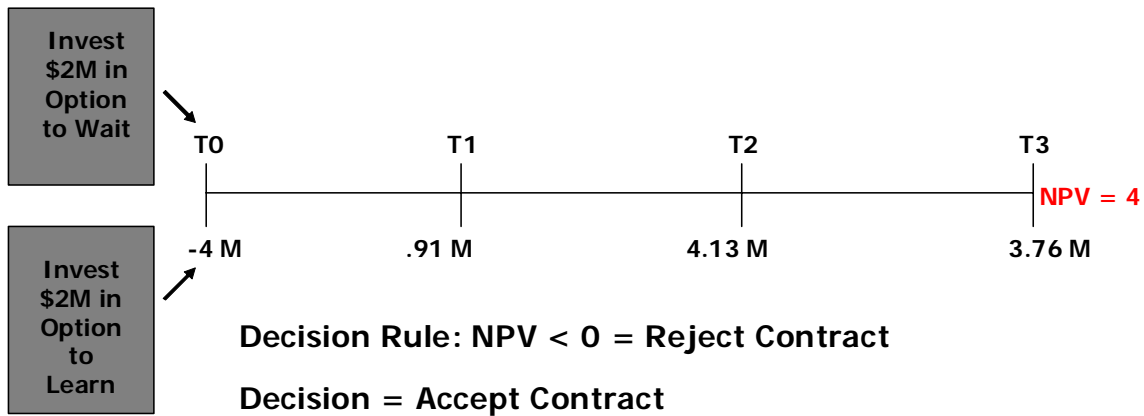 Invest
$2M in
Option
to Wait
T0
T1
T2
T3
NPV = 4
-4 M
.91 M
4.13 M
3.76 M
Invest
$2M in
Option
to
Learn
Decision Rule: NPV < 0 = Reject Contract
Decision = Accept Contract